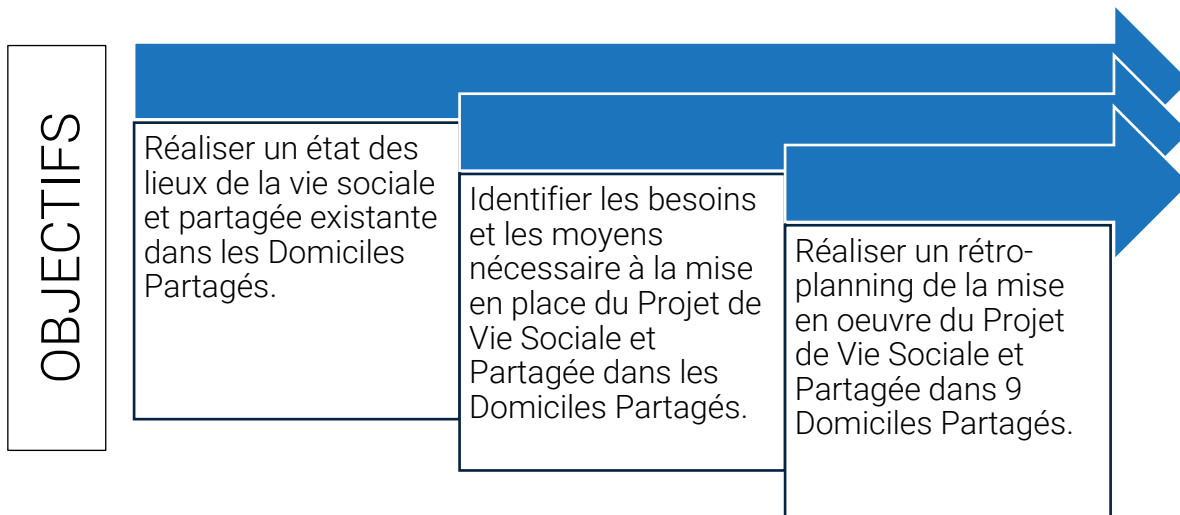 OBJECTIFS
Réaliser un état des
lieux de la vie sociale
et partagée existante
dans les Domiciles
Partagés.
Identifier les besoins
et les moyens
nécessaire à la mise
en place du Projet de
Vie Sociale et
Partagée dans les
Domiciles Partagés.
Réaliser un rétro-
planning de la mise
en oeuvre du Projet
de Vie Sociale et
Partagée dans 9
Domiciles Partagés.